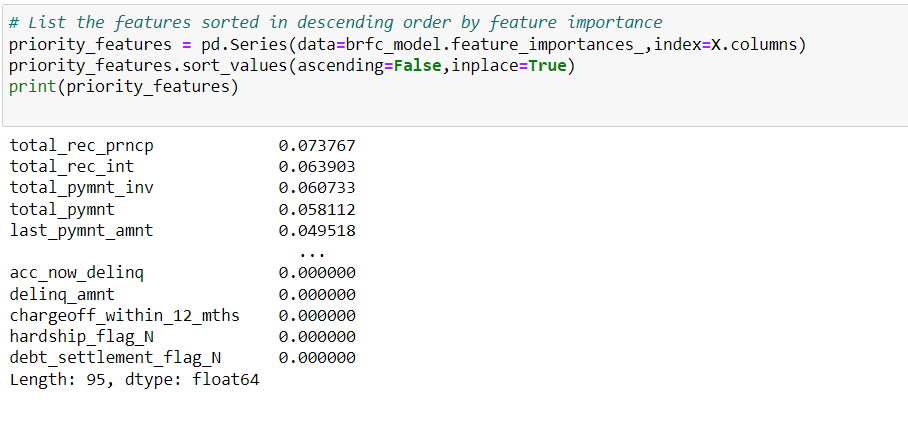 # List the features sorted in descending order by feature importance
priority_features = pd.Series(data=brfc_model.feature_importances_,index=X.columns)
priority_features.sort_values(ascending=False,inplace=True)
print(priority_features)
total_rec_prncp 0.073767
total_rec_int 0.063903
total_pymnt_inv 0.060733
total_pymnt 0.058112
last_pymnt_amnt 0.049518
...
acc_now_delinq 0.000000
delinq_amnt 0.000000
chargeoff_within_12_mths 0.000000
hardship_flag_N 0.000000
debt_settlement_flag_N 0.000000
Length: 95, dtype: float64